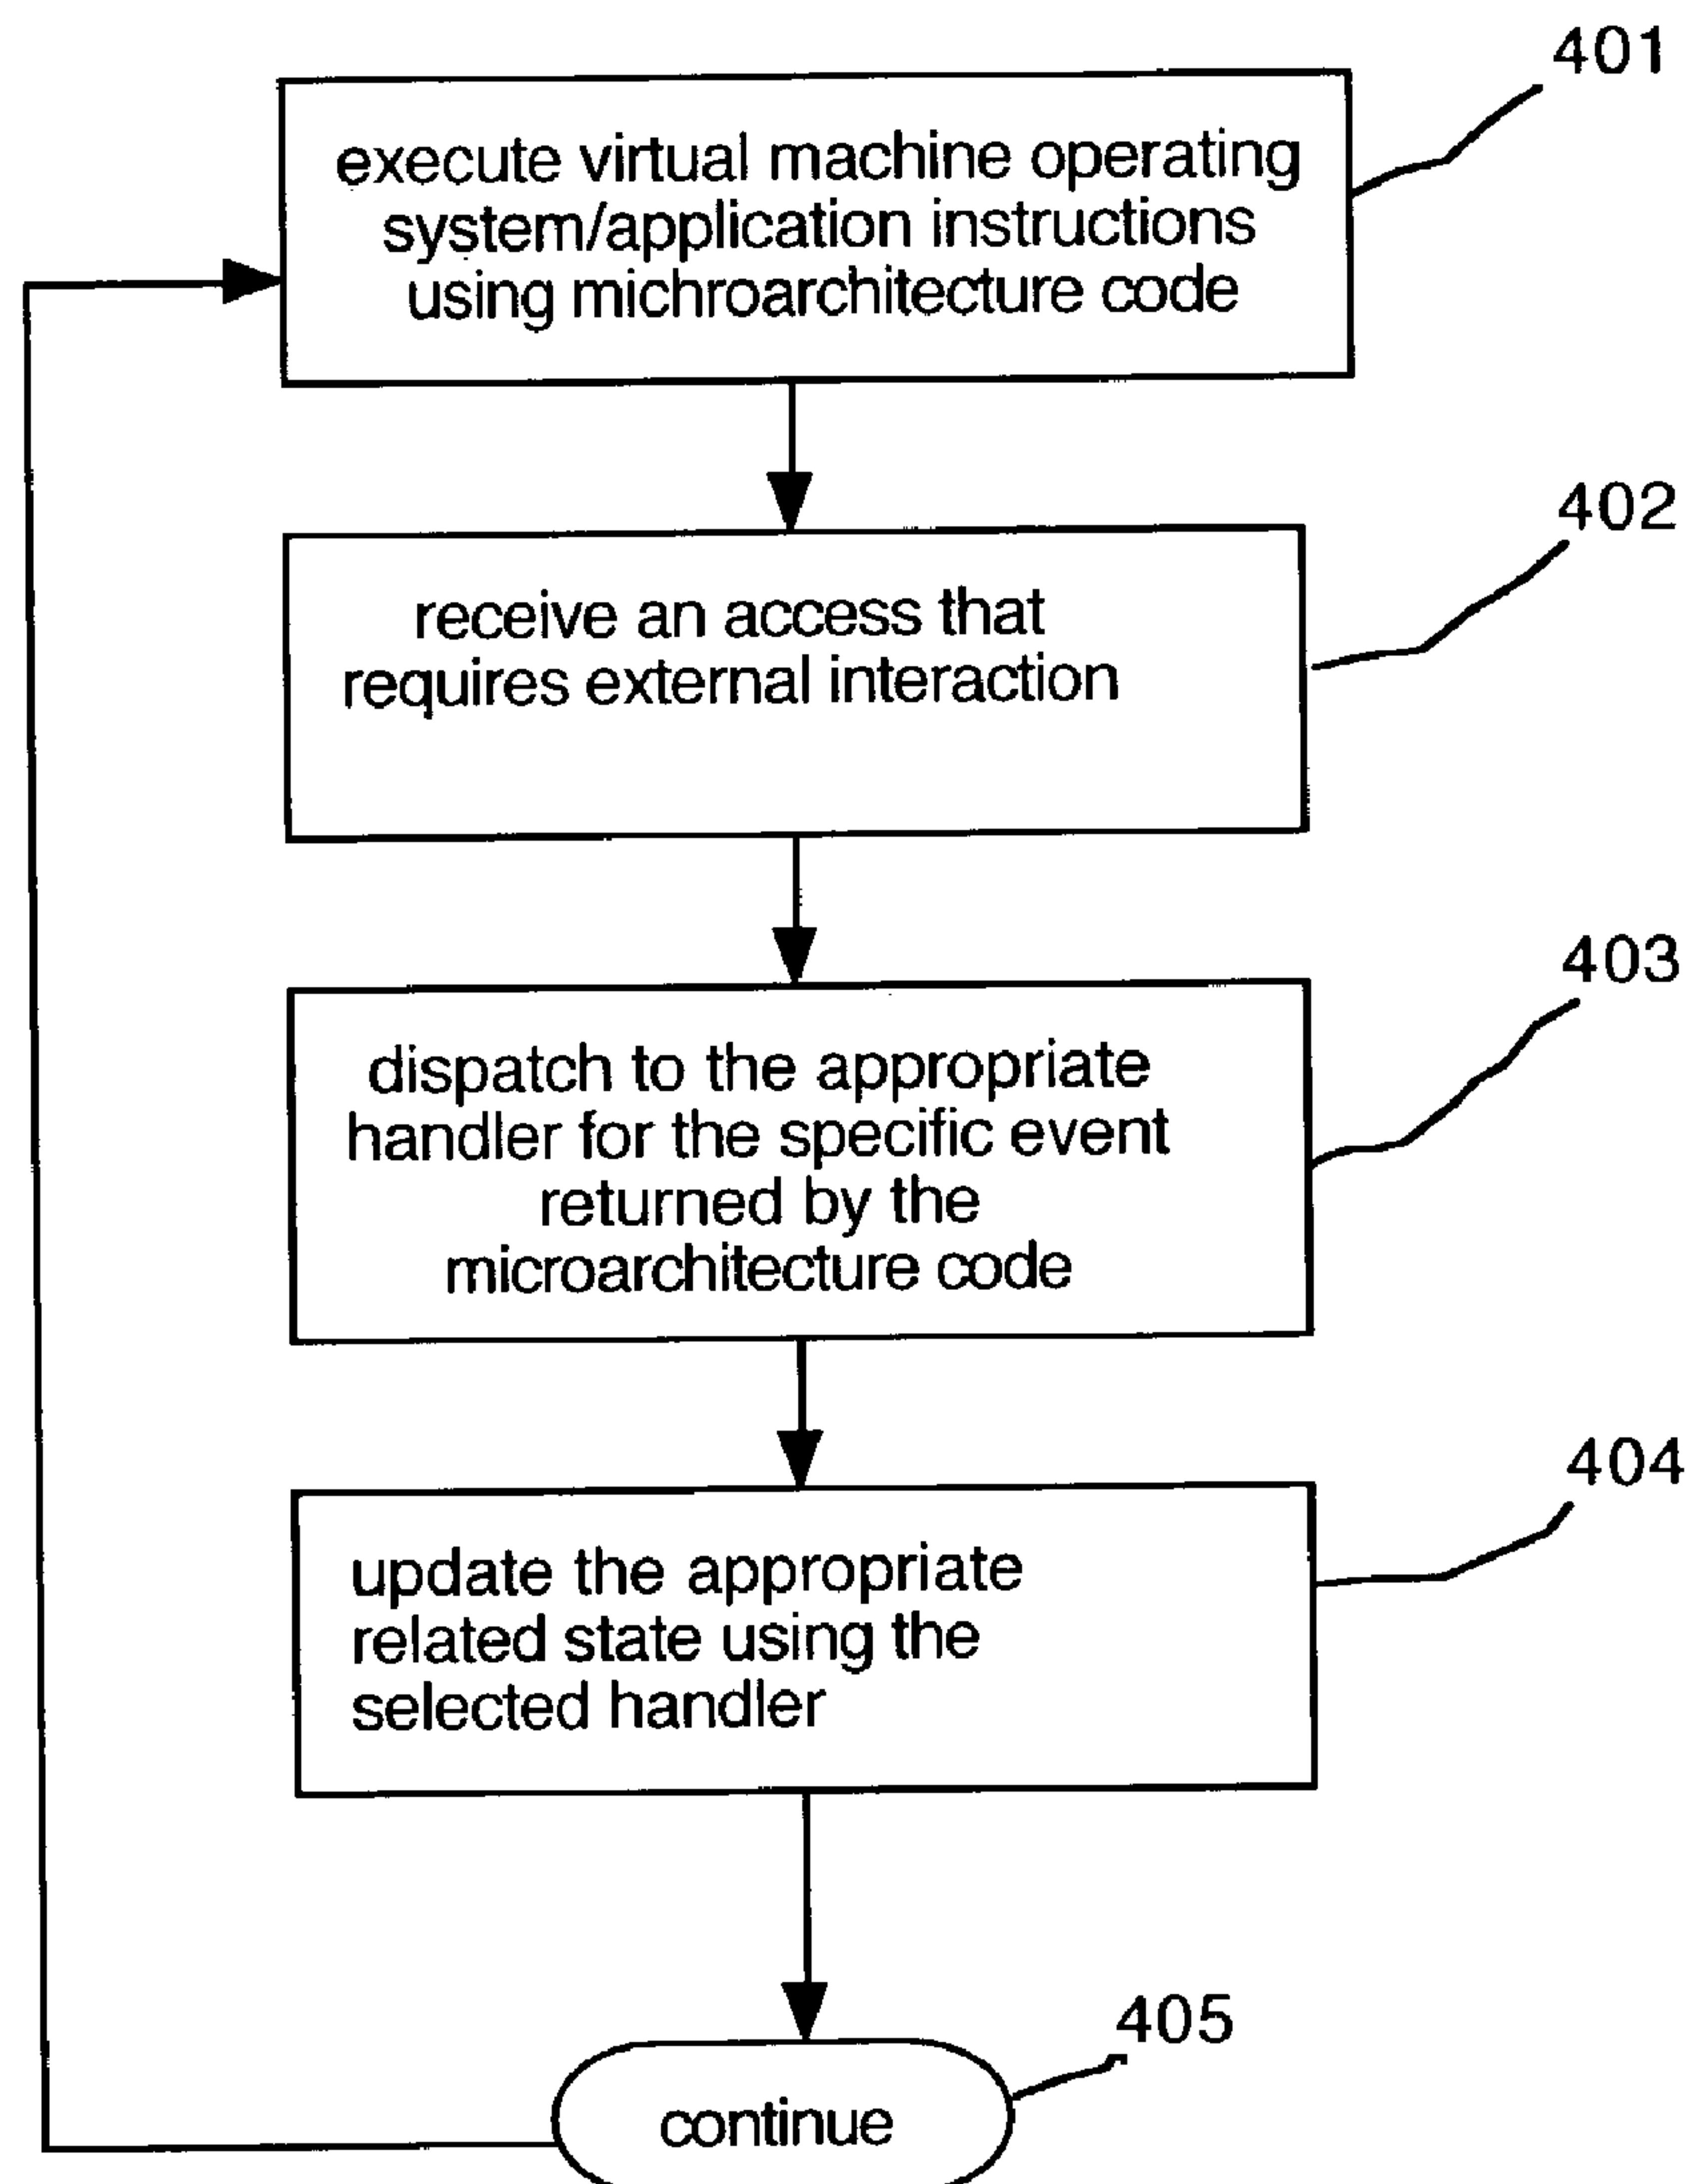 401
execute virtual machine operating
system/application instructions
using michroarchitecture code
402
receive an access that
requires external interaction
403
dispatch to the appropriate
handler for the specific event
returned by the
microarchitecture code
404
update the appropriate
related state using the
selected handler
405
continue